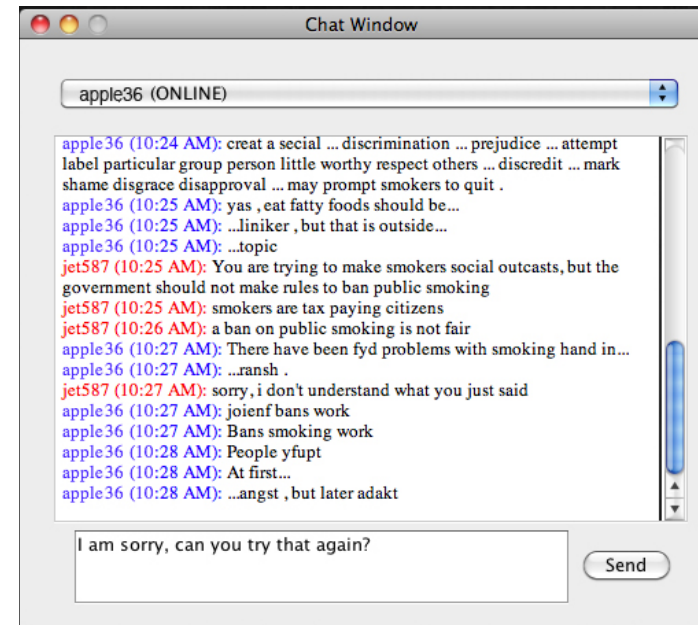 Chat Window
apple36 (ONLINE)
apple36 (10:24 AM): creat a secial ... discrimination ... prejudice ... attempt
label particular group person little worthy respect others ... discredit ... mark
shame disgrace disapproval ... may prompt smokers to quit .
apple36 (10:25 AM): yas , eat fatty foods should be...
apple36 (10:25 AM): ...liniker , but that is outside...
apple36 (10:25 AM): ...topic
jet587 (10:25 AM): You are trying to make smokers social outcasts, but the
government should not make rules to ban public smoking
jet587 (10:25 AM): smokers are tax paying citizens
jet587 (10:26 AM): a ban on public smoking is not fair
apple36 (10:27 AM): There have been fyd problems with smoking hand in...
apple36 (10:27 AM): ...ransh .
jet587 (10:27 AM): sorry, i don't understand what you just said
apple36 (10:27 AM): joienf bans work
apple36 (10:27 AM): Bans smoking work
apple36 (10:28 AM): People yfupt
apple36 (10:28 AM): At first...
apple36 (10:28 AM): ...angst , but later adakt
I am sorry, can you try that again?
Send